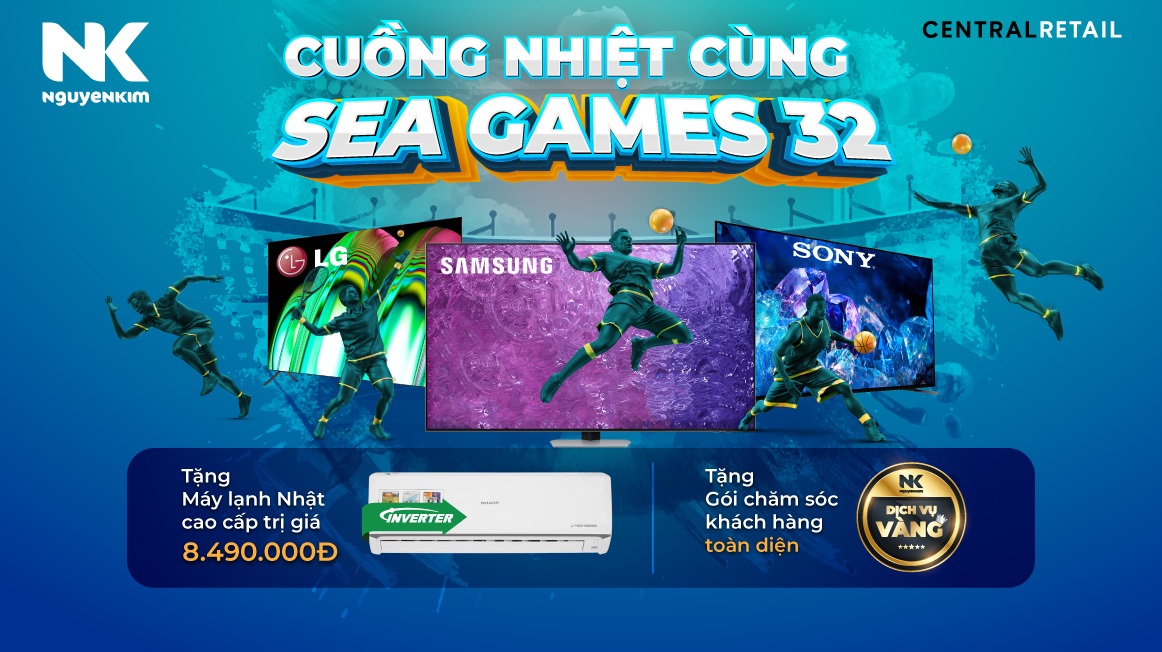 NK
NGUYENKIM
CENTRALRETAIL
CUỒNG NHIỆT CÙNG
SEA GAMES 32
LG
SAMSUNG
SONY
Tặng
Máy lạnh Nhật
cao cấp trị giá
8.490.000Đ
SHARP
INVERTER
Tặng
Gói chăm sóc
khách hàng
toàn diện
NK
NGUYENKIM
DỊCH VỤ
VÀNG